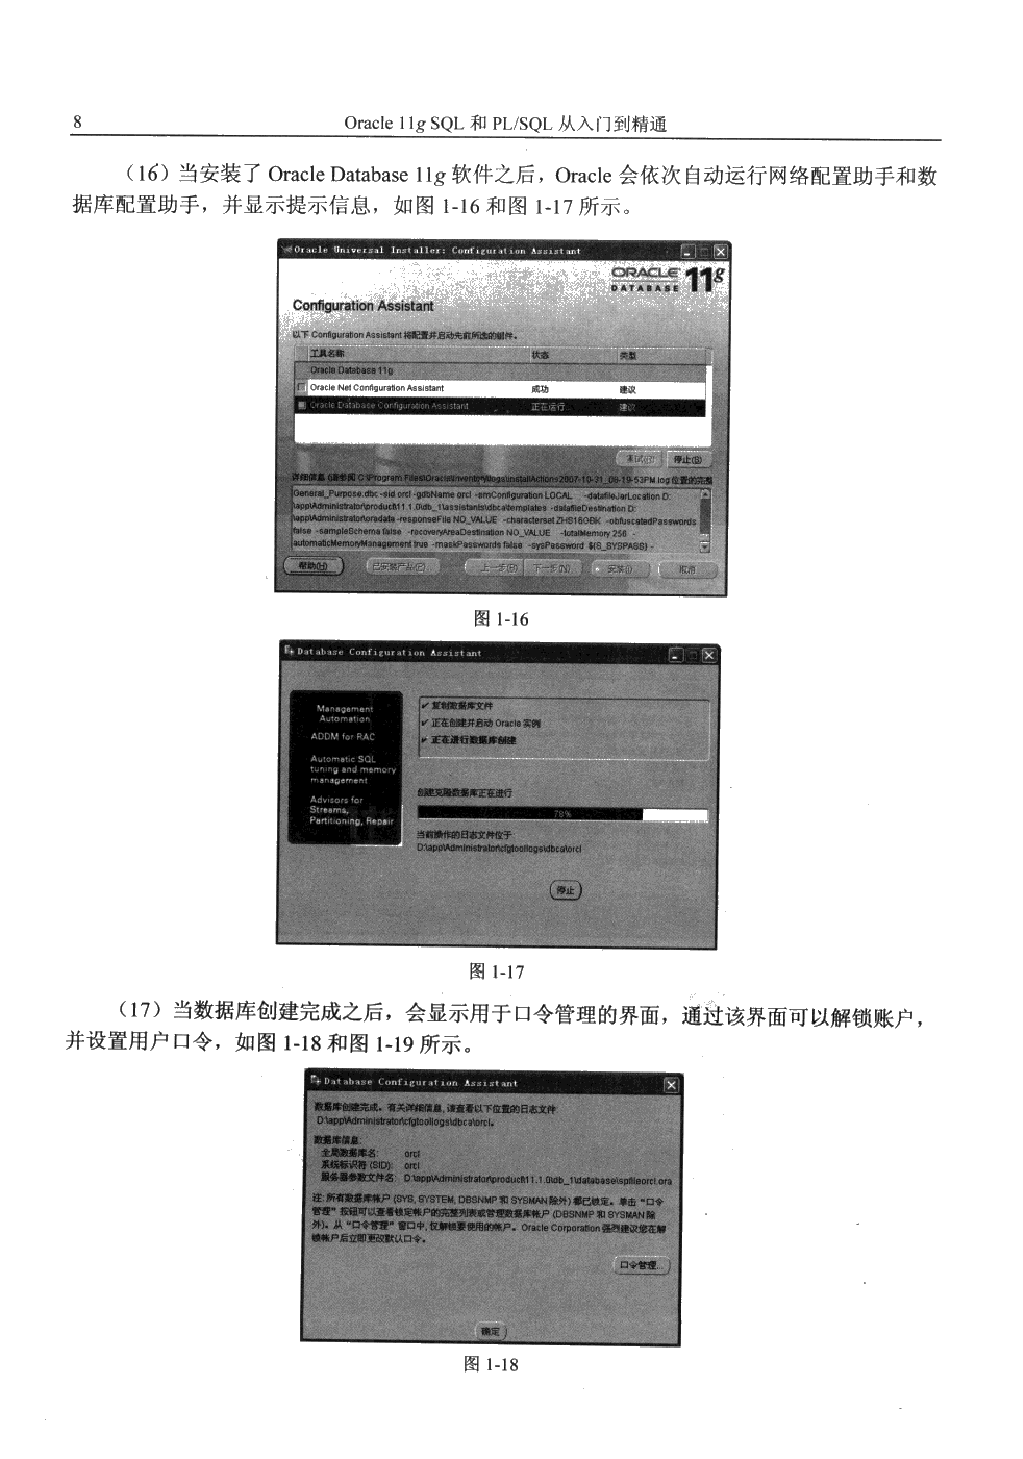 8
Oracle 11g SQL 和 PL/SQL 从入门到精通
（16）当安装了 Oracle Database 11g 软件之后，Oracle 会依次自动运行网络配置助手和数
据库配置助手，并显示提示信息，如图 1-16 和图 1-17 所示。
Oracle Universal Installer: Configuration Assistant
ORACLE 11g
DATABASE
Configuration Assistant
以下 Configuration Assistant 将配置并启动先前所选的组件。
工具名称 状态 类型
Oracle Database 11g
Oracle Net Configuration Assistant 成功 建议
Oracle Database Configuration Assistant 正在运行... 建议
重试(R) 停止(S)
详细信息 (请参阅 C:\Program Files\Oracle\Inventory\logs\installActions2007-10-31_08-19-53PM.log 位置的完整
General_Purpose.dbc -sid orcl -gdbName orcl -emConfiguration LOCAL -datafileJarLocation D:
\app\Administrator\product\11.1.0\db_1\assistants\dbca\templates -datafileDestination D:
\app\Administrator\oradata -responseFile NO_VALUE -characterset ZHS16GBK -obfuscatedPasswords
false -sampleSchema false -recoveryAreaDestination NO_VALUE -totalMemory 256 -
automaticMemoryManagement true -maskPasswords false -sysPassword $(S_SYSPASS) -
帮助(H) 已安装产品(C) 上一步(B) 下一步(N) 安装(I) 取消
图 1-16
Database Configuration Assistant
Management
Automation
ADDM for RAC
Automatic SQL
tuning and memory
management
Advisors for
Streams,
Partitioning, Repair
复制数据库文件
正在创建并启动 Oracle 实例
正在进行数据库创建
创建克隆数据库正在进行
78%
当前操作的日志文件位于
D:\app\Administrator\cfgtoollogs\dbca\orcl
停止
图 1-17
（17）当数据库创建完成之后，会显示用于口令管理的界面，通过该界面可以解锁账户，
并设置用户口令，如图 1-18 和图 1-19 所示。
Database Configuration Assistant
数据库创建完成。有关详细信息, 请查看以下位置的日志文件:
D:\app\Administrator\cfgtoollogs\dbca\orcl。
数据库信息:
全局数据库名: orcl
系统标识符 (SID): orcl
服务器参数文件名: D:\app\Administrator\product\11.1.0\db_1\database\spfileorcl.ora
注: 所有数据库帐户 (SYS, SYSTEM, DBSNMP 和 SYSMAN 除外) 都已锁定。单击 “口令
管理” 按钮可以查看锁定帐户的完整列表或管理数据库帐户 (DBSNMP 和 SYSMAN 除
外)。从 “口令管理” 窗口中, 仅解锁要使用的帐户。Oracle Corporation 强烈建议您在解
锁帐户后立即更改默认口令。
口令管理...
确定
图 1-18